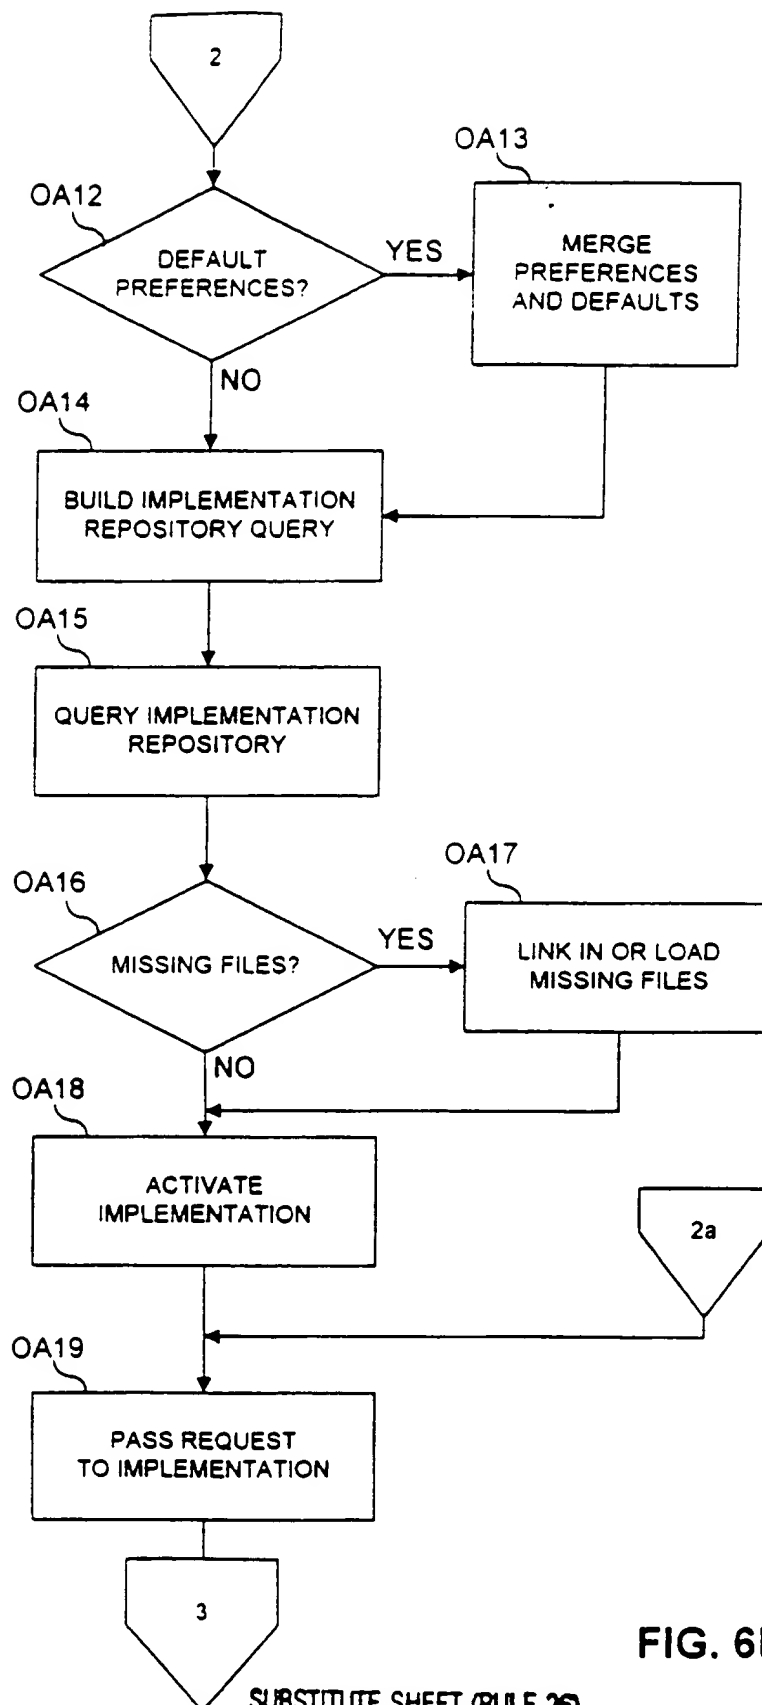 2
OA13
OA12
DEFAULT
PREFERENCES?
YES
MERGE
PREFERENCES
AND DEFAULTS
NO
OA14
BUILD IMPLEMENTATION
REPOSITORY QUERY
OA15
QUERY IMPLEMENTATION
REPOSITORY
OA17
OA16
MISSING FILES?
YES
LINK IN OR LOAD
MISSING FILES
NO
OA18
ACTIVATE
IMPLEMENTATION
2a
OA19
PASS REQUEST
TO IMPLEMENTATION
3
FIG.
SUBSTITUTE SHEET (RULE 26)